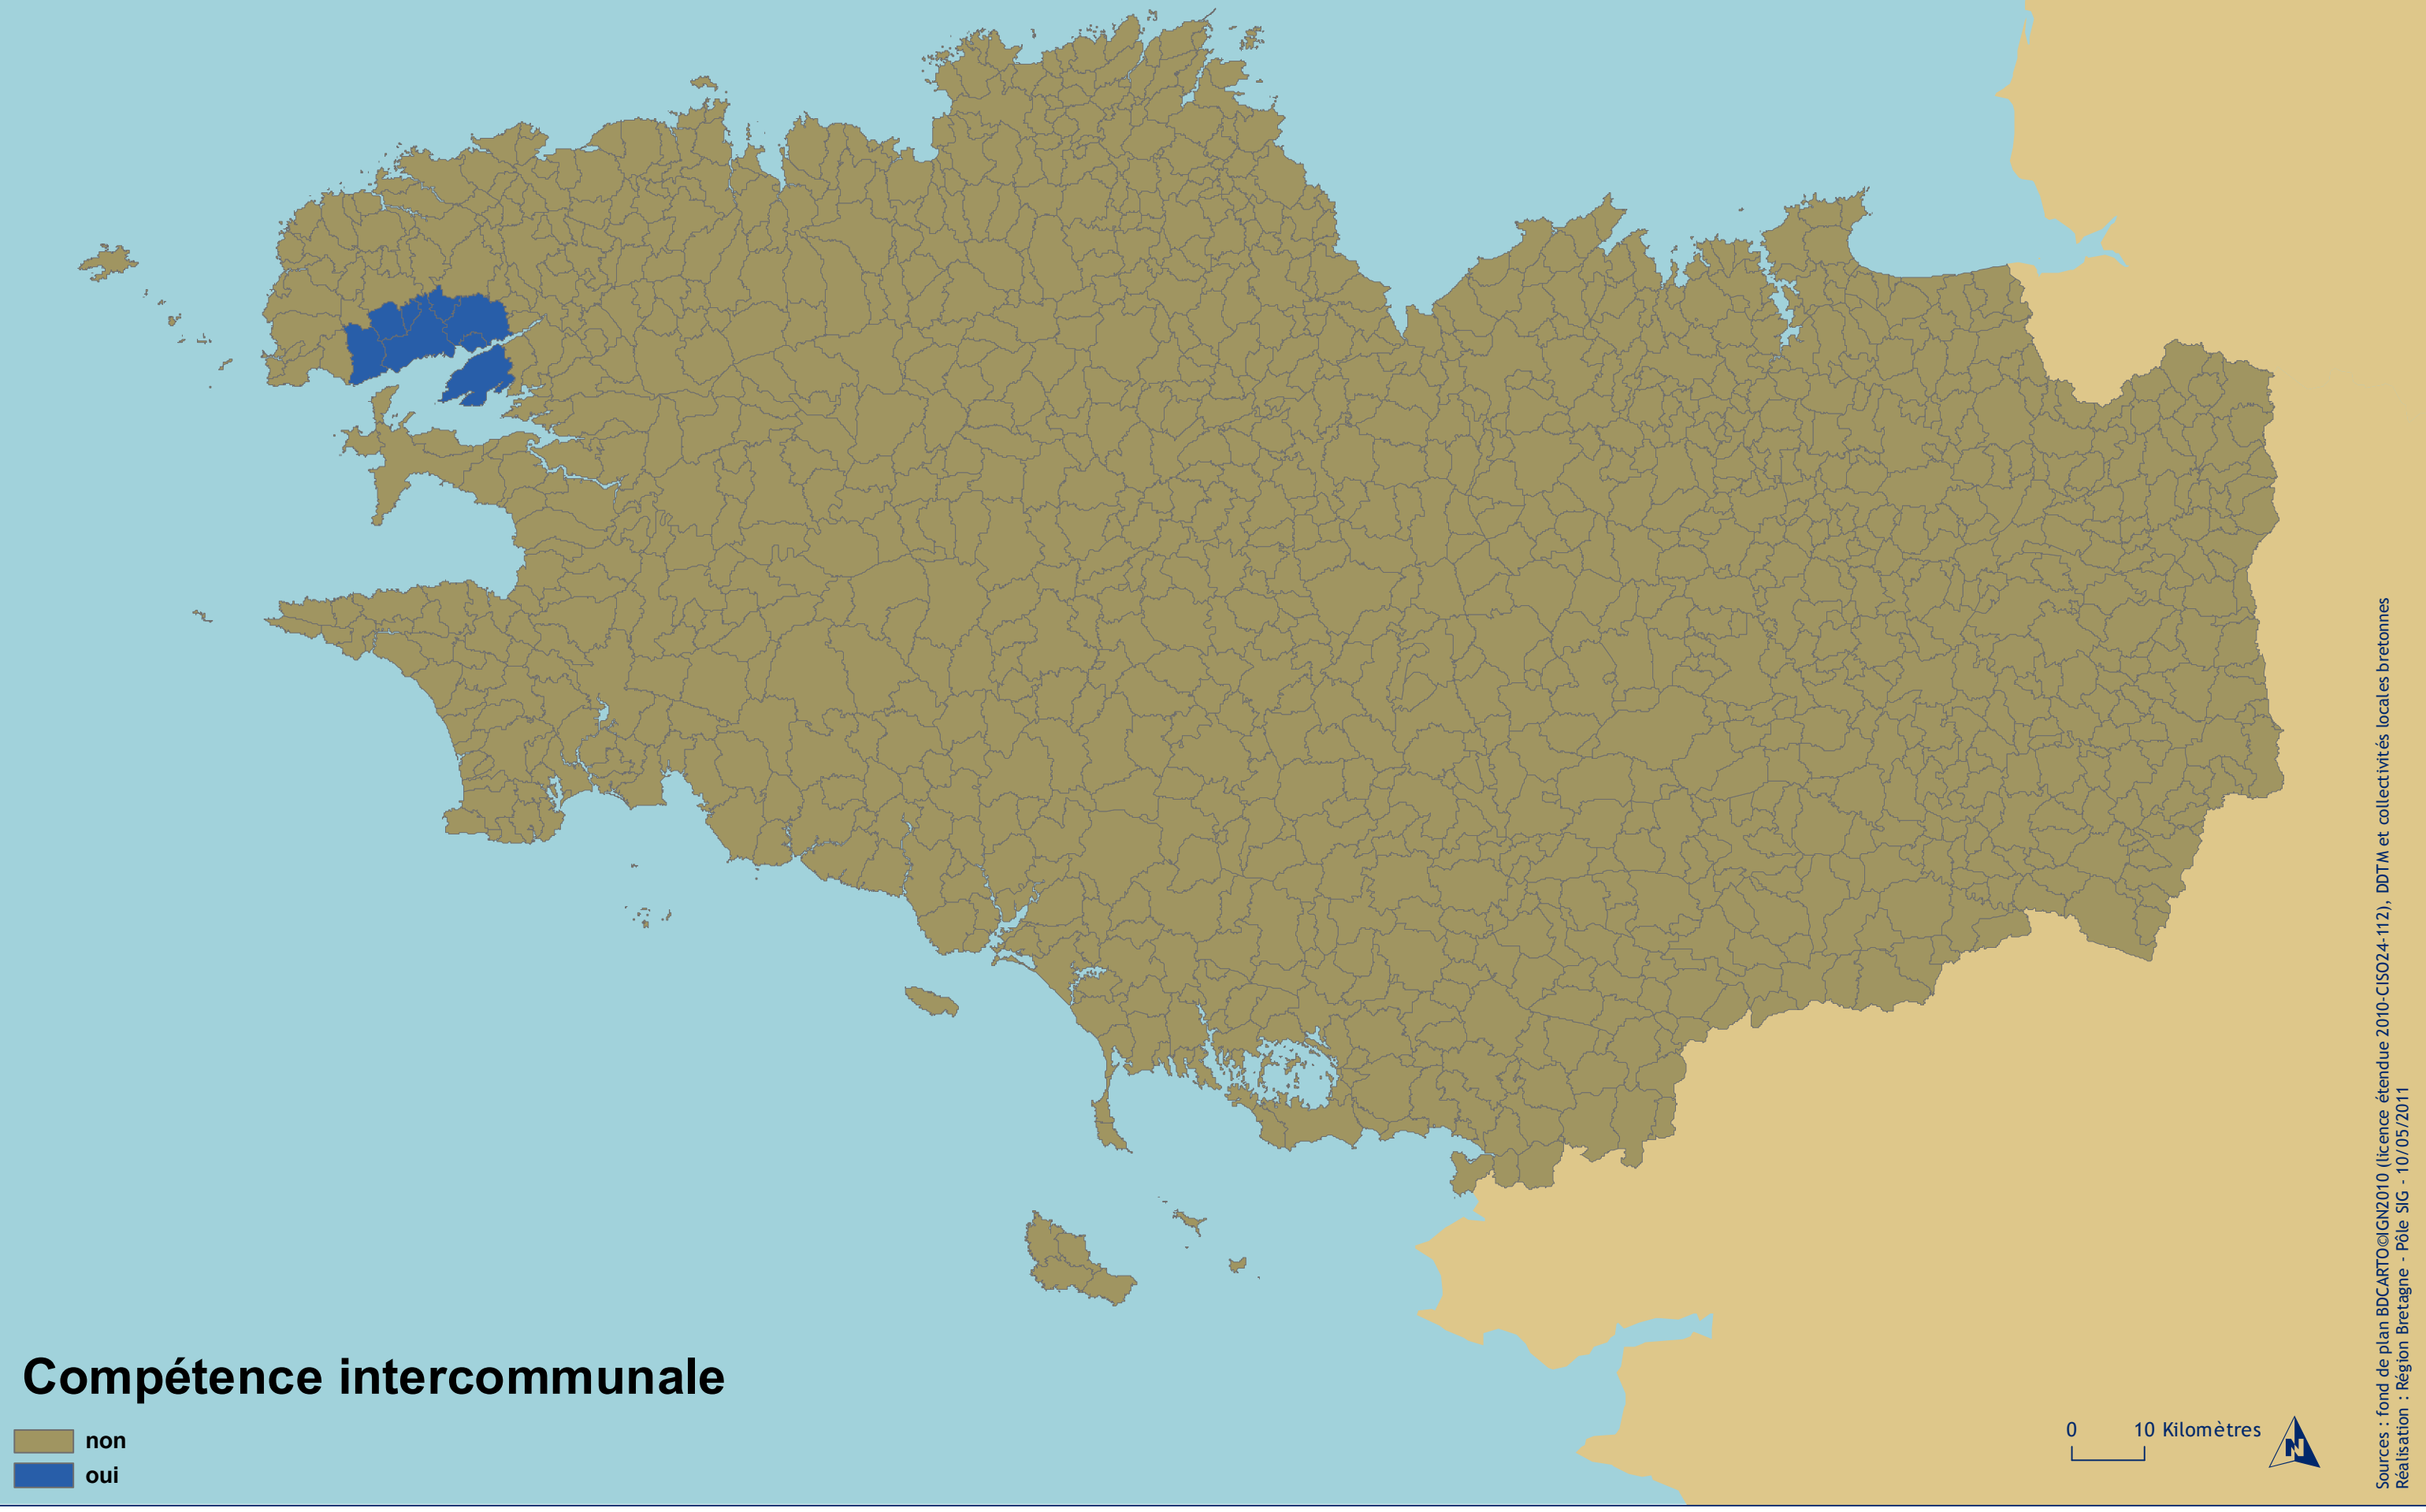 Compétence intercommunale
non
oui
0 10 Kilomètres
N
Sources : fond de plan BDCARTO©IGN2010 (licence étendue 2010-CISO24-112), DDTM et collectivités locales bretonnes
Réalisation : Région Bretagne - Pôle SIG - 10/05/2011